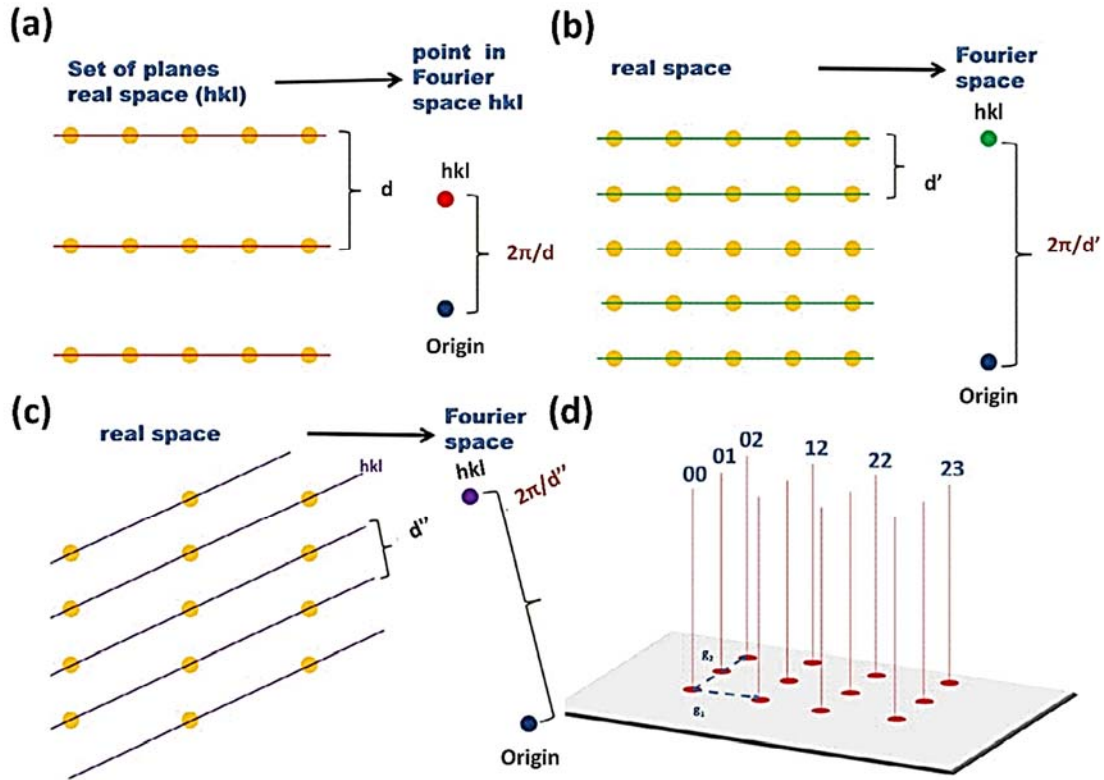 (a)
Set of planes
real space (hkl)
point in
Fourier
space hkl
d
hkl
2π/d
Origin
(b)
real space
Fourier
space
hkl
d'
2π/d'
Origin
(c)
real space
Fourier
space
hkl
hkl
d''
2π/d''
Origin
(d)
00
01
02
12
22
23
g₂
g₁